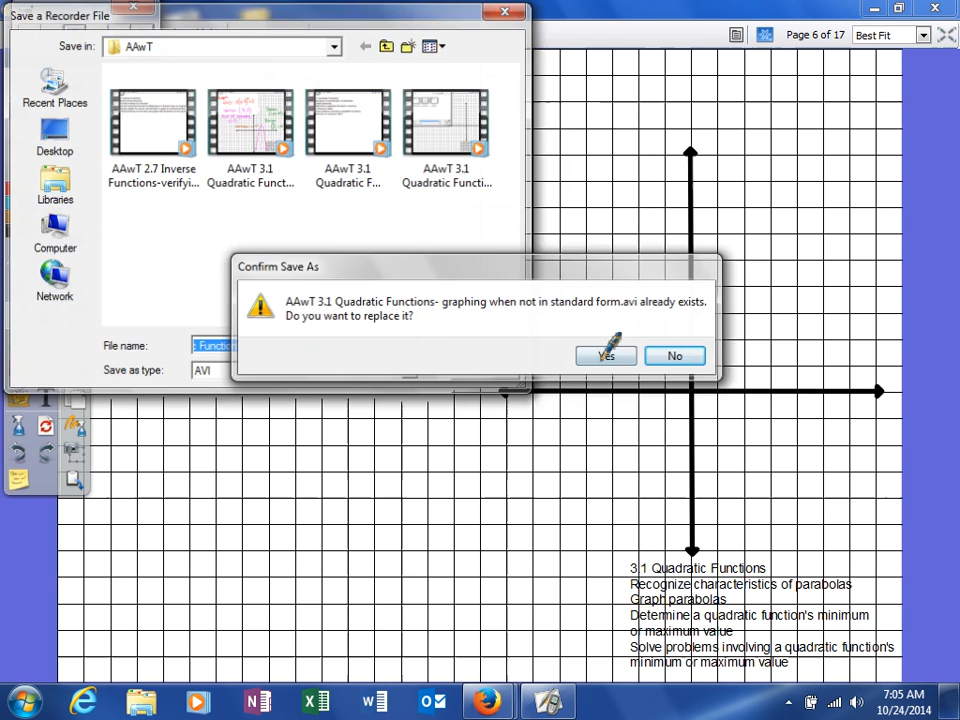 Save a Recorder File
Page 6 of 17
Best Fit
Save in:
AAwT
Recent Places
Desktop
Libraries
Computer
Network
AAwT 2.7 Inverse
Functions-verifyi...
AAwT 3.1
Quadratic Funct...
AAwT 3.1
Quadratic F...
AAwT 3.1
Quadratic Functi...
Confirm Save As
AAwT 3.1 Quadratic Functions- graphing when not in standard form.avi already exists.
Do you want to replace it?
Yes
No
File name:
Save as type:
AVI
3.1 Quadratic Functions
Recognize characteristics of parabolas
Graph parabolas
Determine a quadratic function's minimum
or maximum value
Solve problems involving a quadratic function's
minimum or maximum value
7:05 AM
10/24/2014